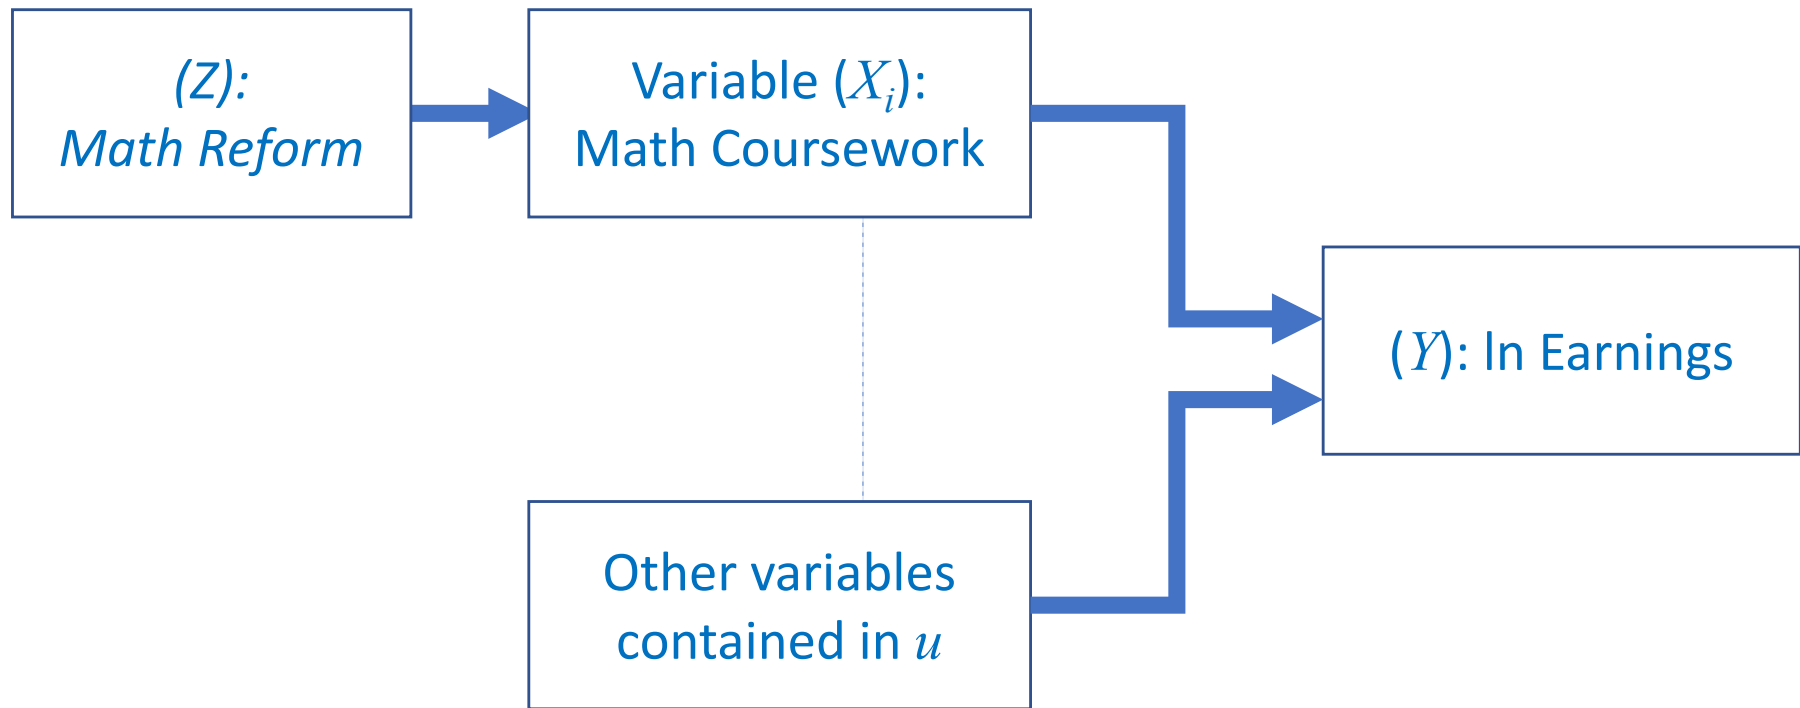 (Z):
Math Reform
Variable (Xᵢ):
Math Coursework
(Y): ln Earnings
Other variables
contained in u